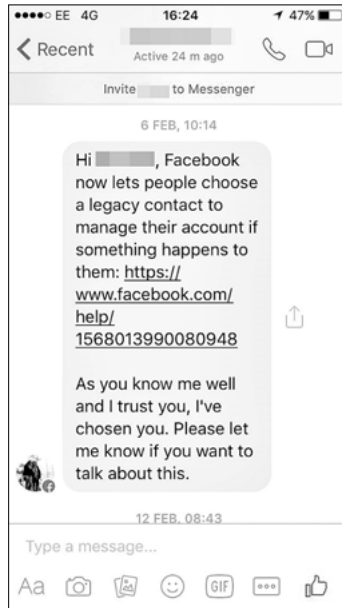 EE 4G 16:24 47%
Recent
Active 24 m ago
Invite to Messenger
6 FEB, 10:14
Hi , Facebook
now lets people choose
a legacy contact to
manage their account if
something happens to
them: https://
www.facebook.com/
help/
1568013990080948
As you know me well
and I trust you, I've
chosen you. Please let
me know if you want to
talk about this.
12 FEB, 08:43
Type a message...
Aa GIF